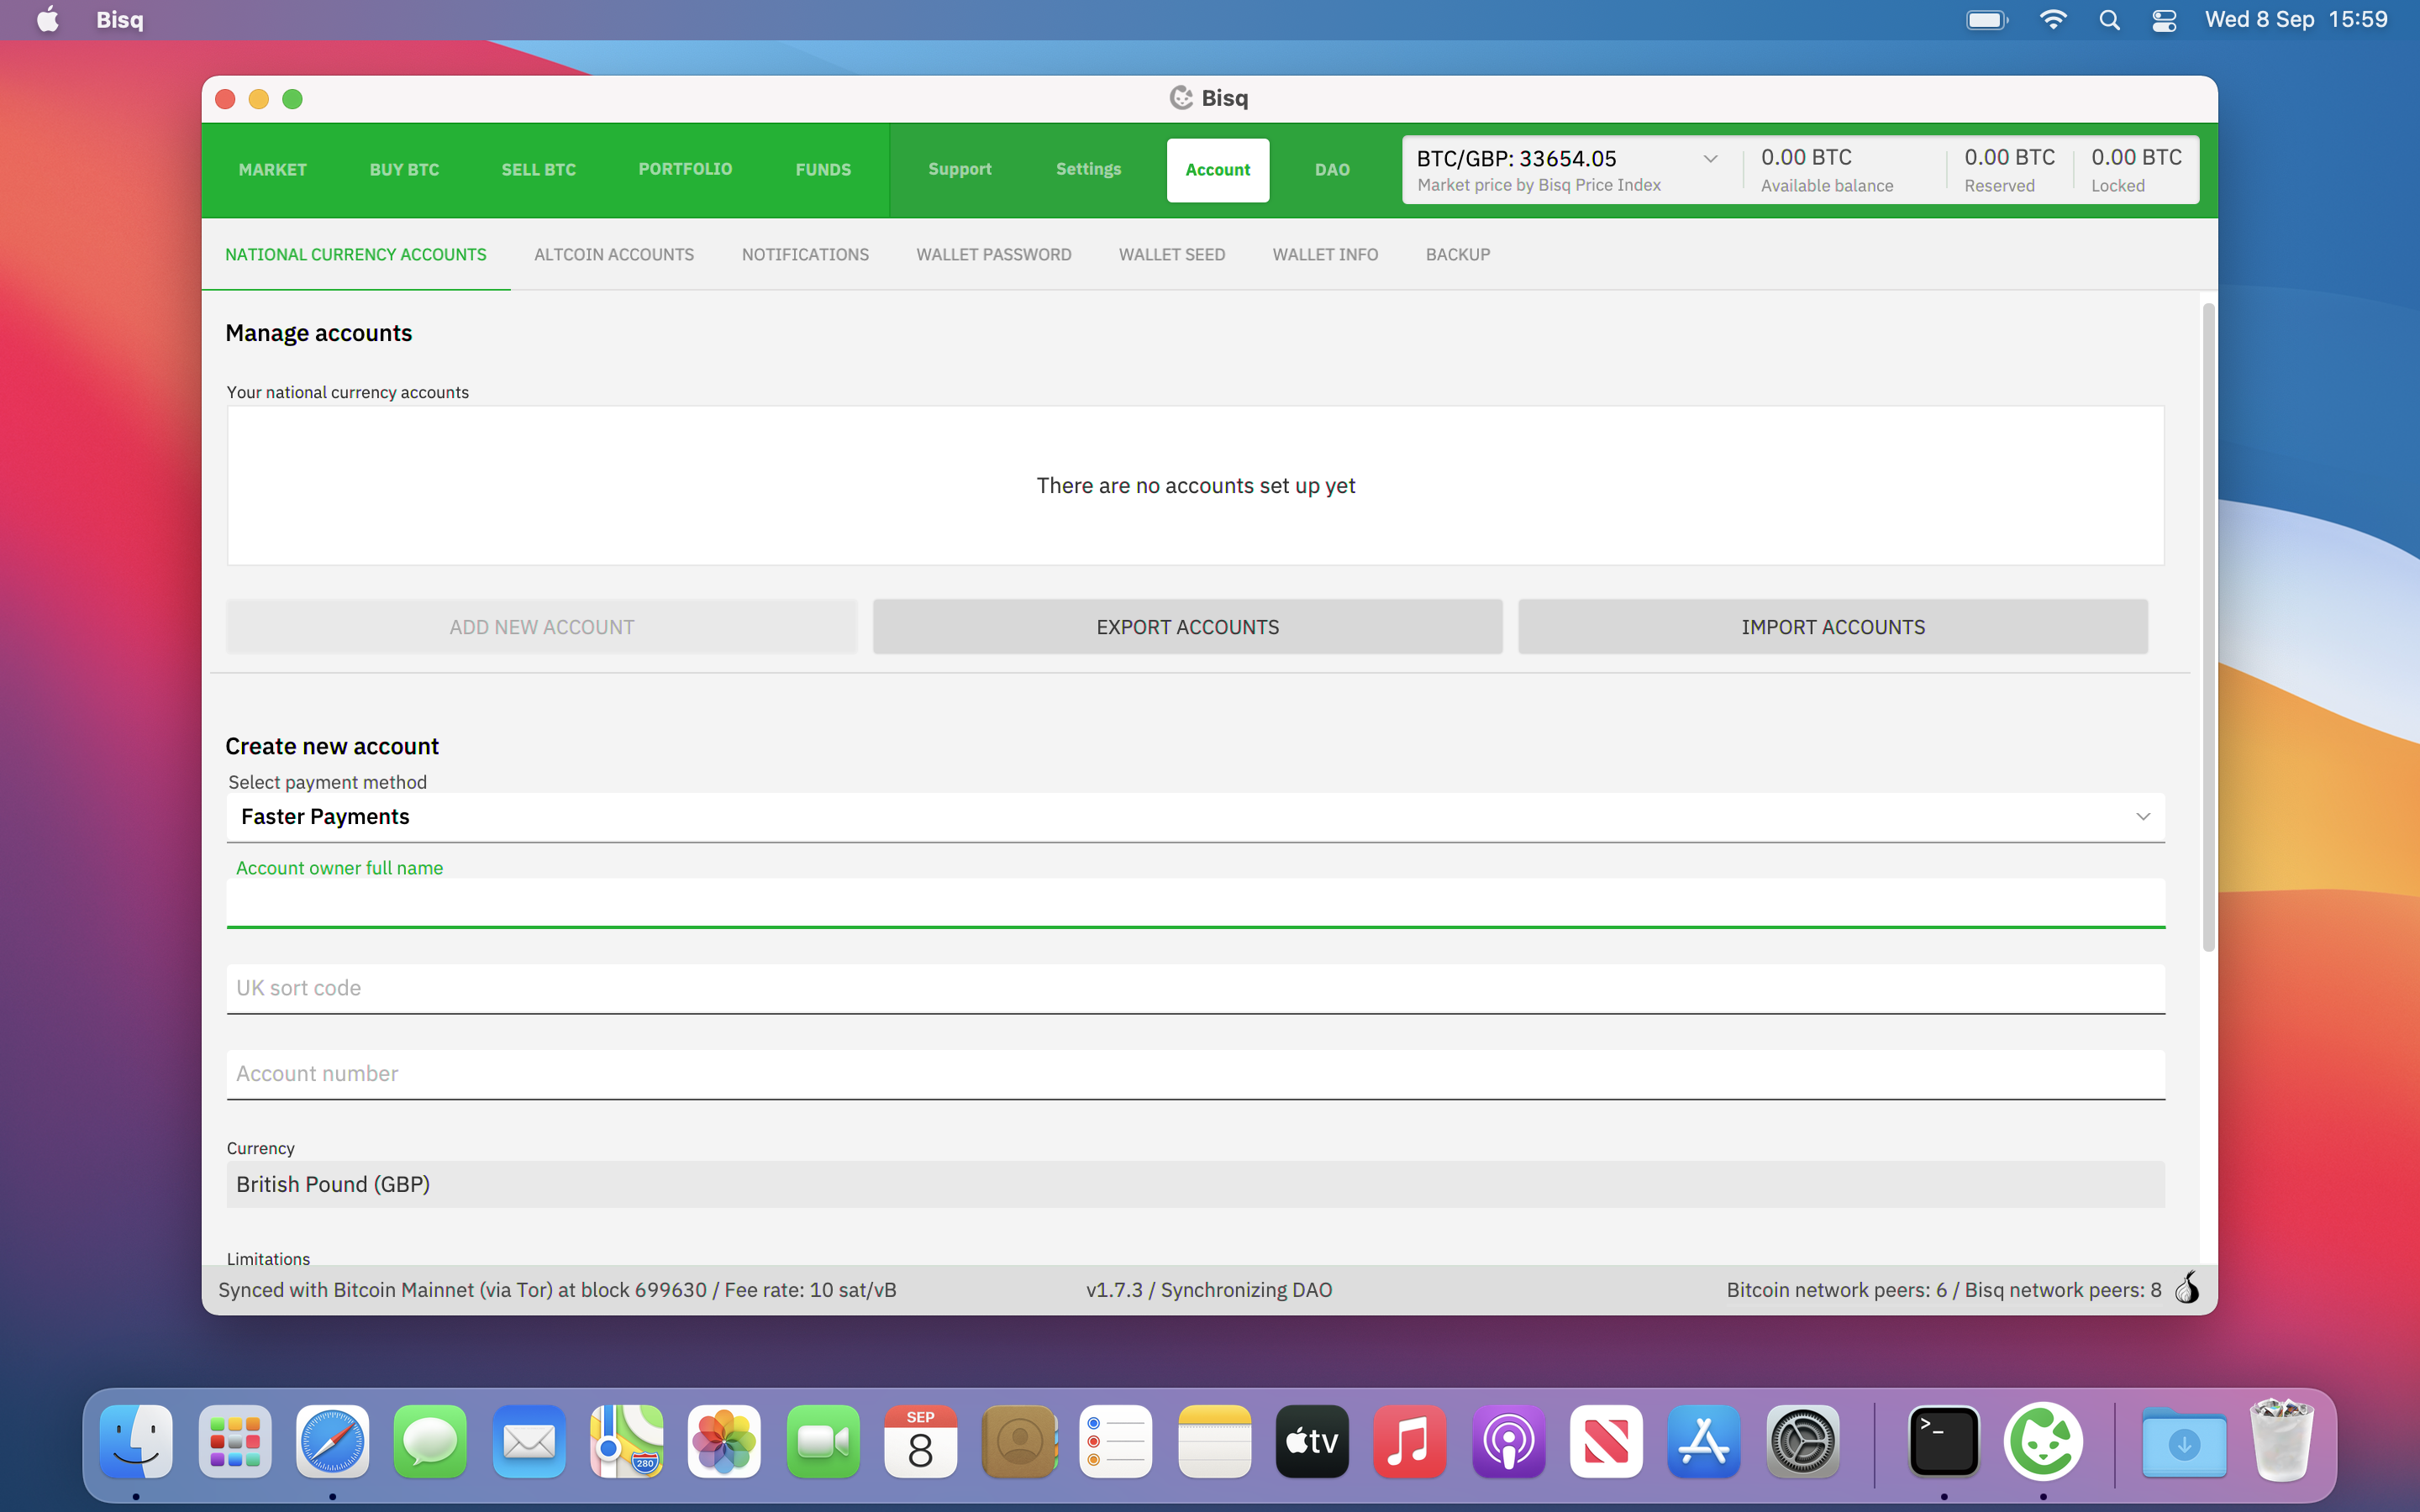 Bisq
Wed 8 Sep 15:59
Bisq
MARKET
BUY BTC
SELL BTC
PORTFOLIO
FUNDS
Support
Settings
Account
DAO
BTC/GBP: 33654.05
Market price by Bisq Price Index
0.00 BTC
Available balance
0.00 BTC
Reserved
0.00 BTC
Locked
NATIONAL CURRENCY ACCOUNTS
ALTCOIN ACCOUNTS
NOTIFICATIONS
WALLET PASSWORD
WALLET SEED
WALLET INFO
BACKUP
Manage accounts
Your national currency accounts
There are no accounts set up yet
ADD NEW ACCOUNT
EXPORT ACCOUNTS
IMPORT ACCOUNTS
Create new account
Select payment method
Faster Payments
Account owner full name
UK sort code
Account number
Currency
British Pound (GBP)
Limitations
Synced with Bitcoin Mainnet (via Tor) at block 699630 / Fee rate: 10 sat/vB
v1.7.3 / Synchronizing DAO
Bitcoin network peers: 6 / Bisq network peers: 8
280
SEP
8
tv
>_